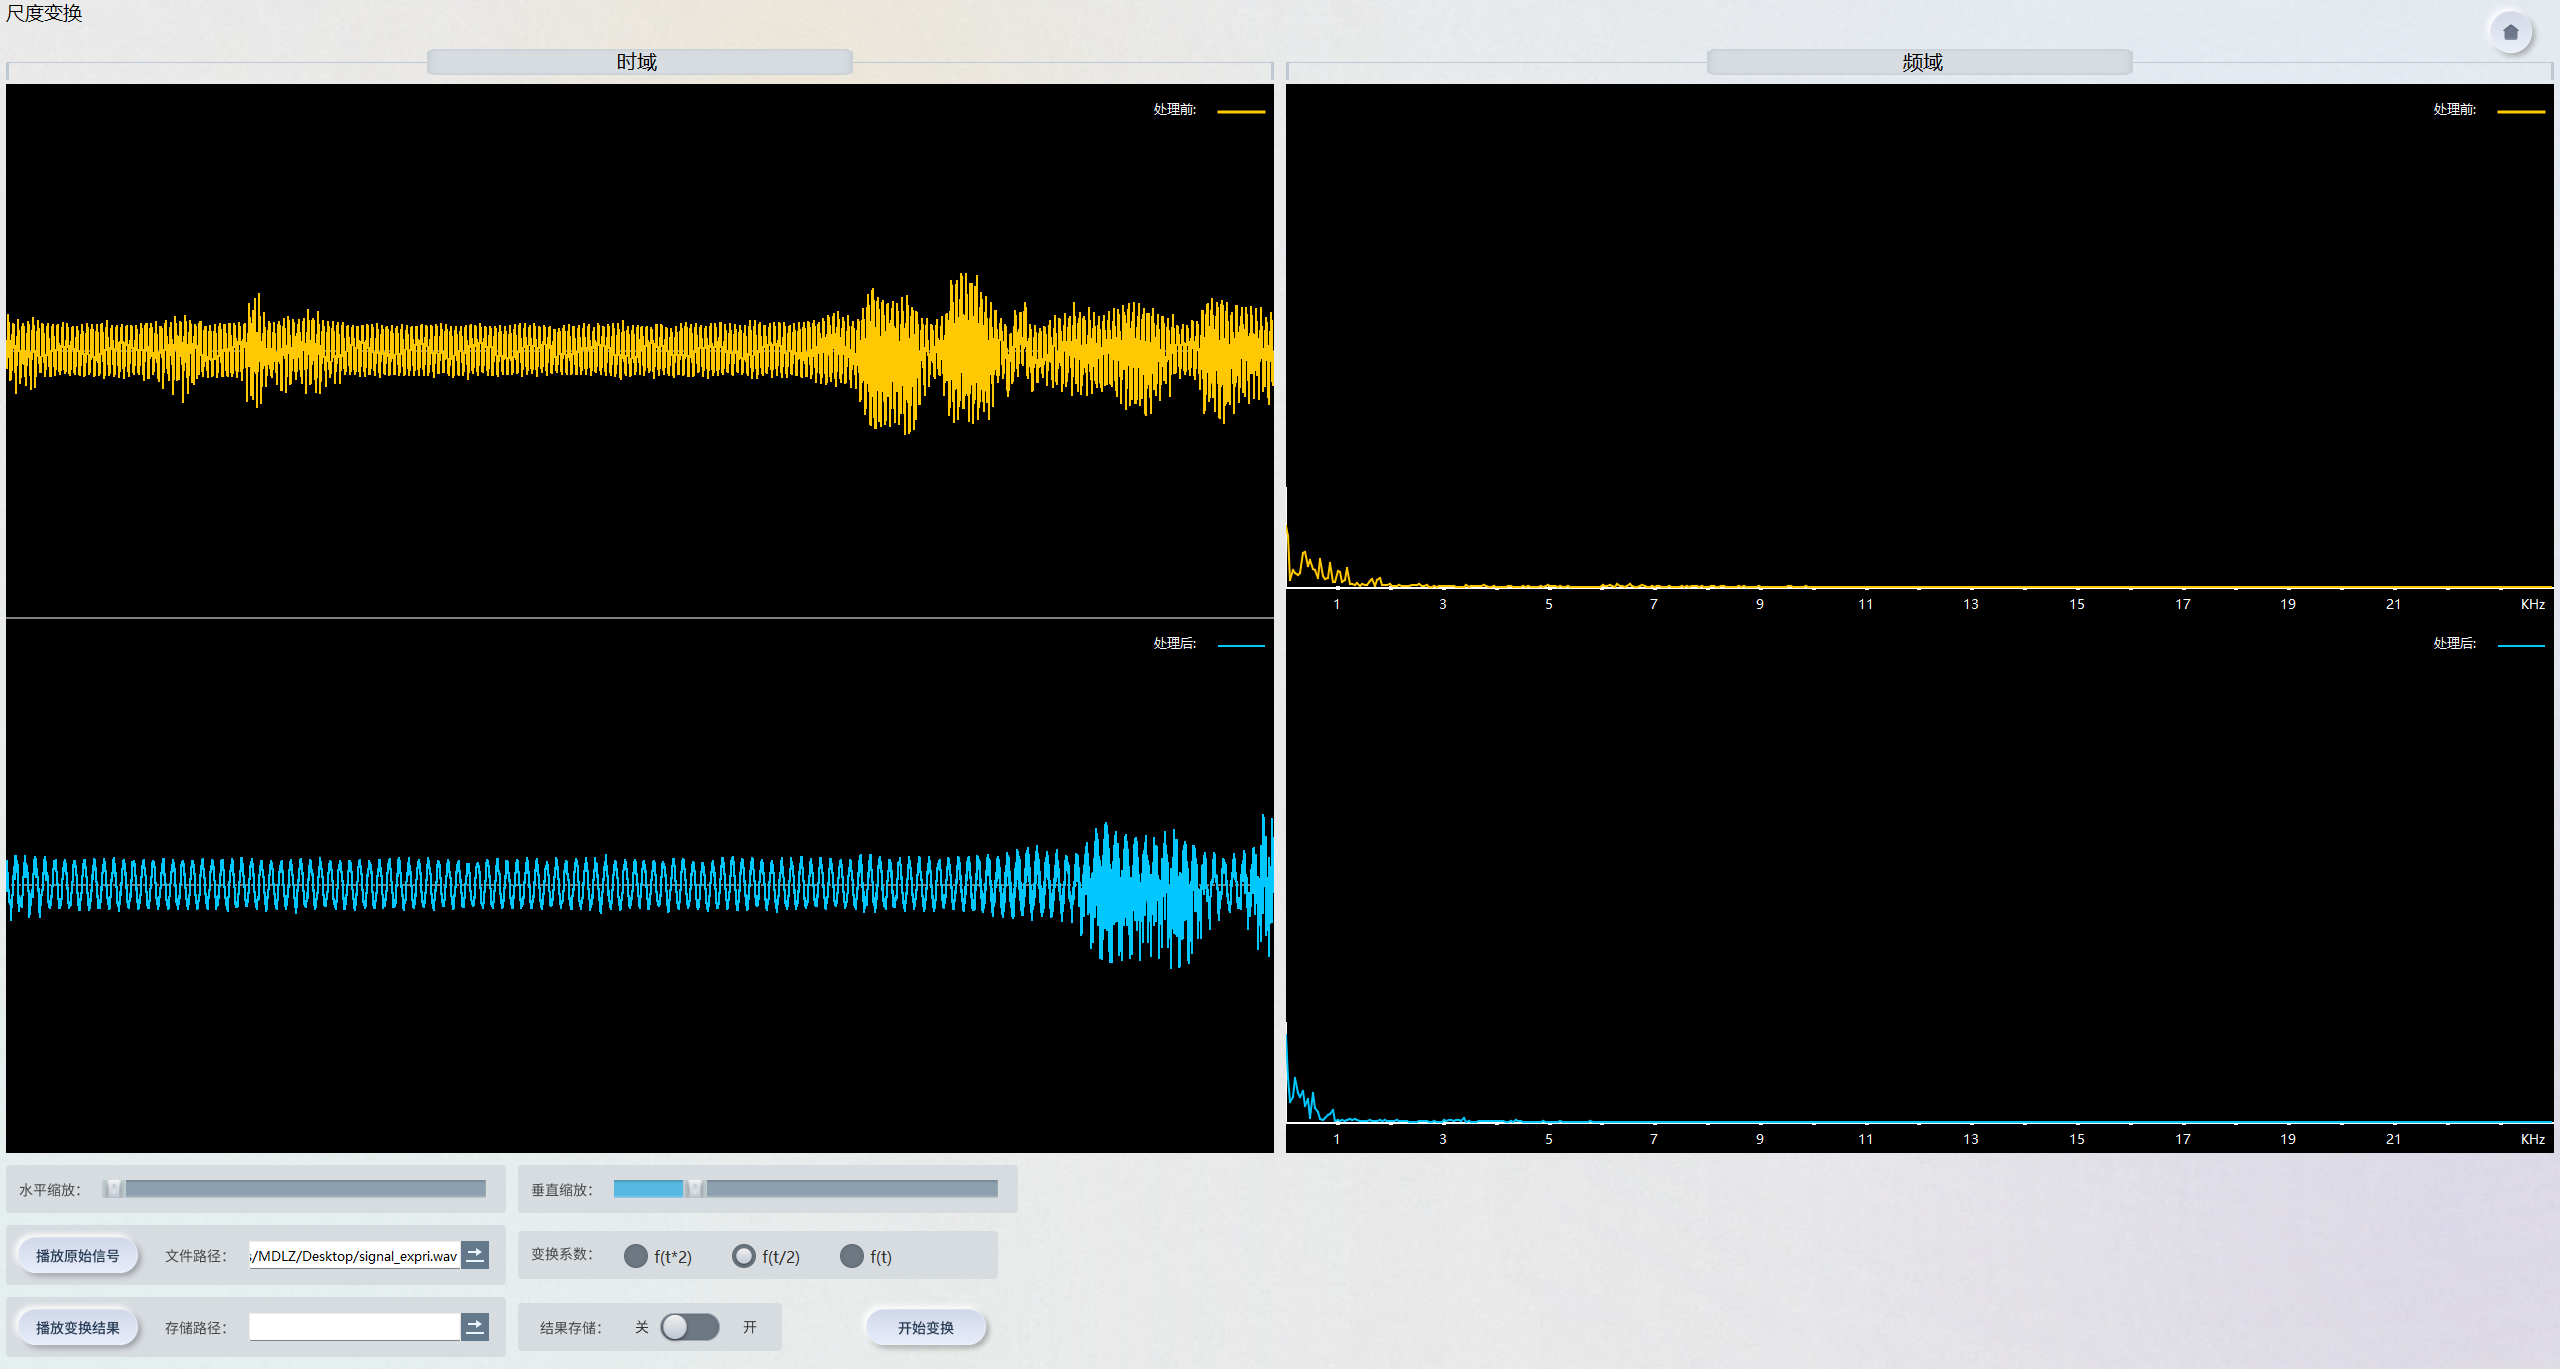 尺度变换
时域
频域
处理前:
处理前:
1 3 5 7 9 11 13 15 17 19 21 KHz
处理后:
处理后:
1 3 5 7 9 11 13 15 17 19 21 KHz
水平缩放:
垂直缩放:
播放原始信号 文件路径: s/MDLZ/Desktop/signal_expri.wav
变换系数: f(t*2) f(t/2) f(t)
播放变换结果 存储路径:
结果存储: 关 开 开始变换